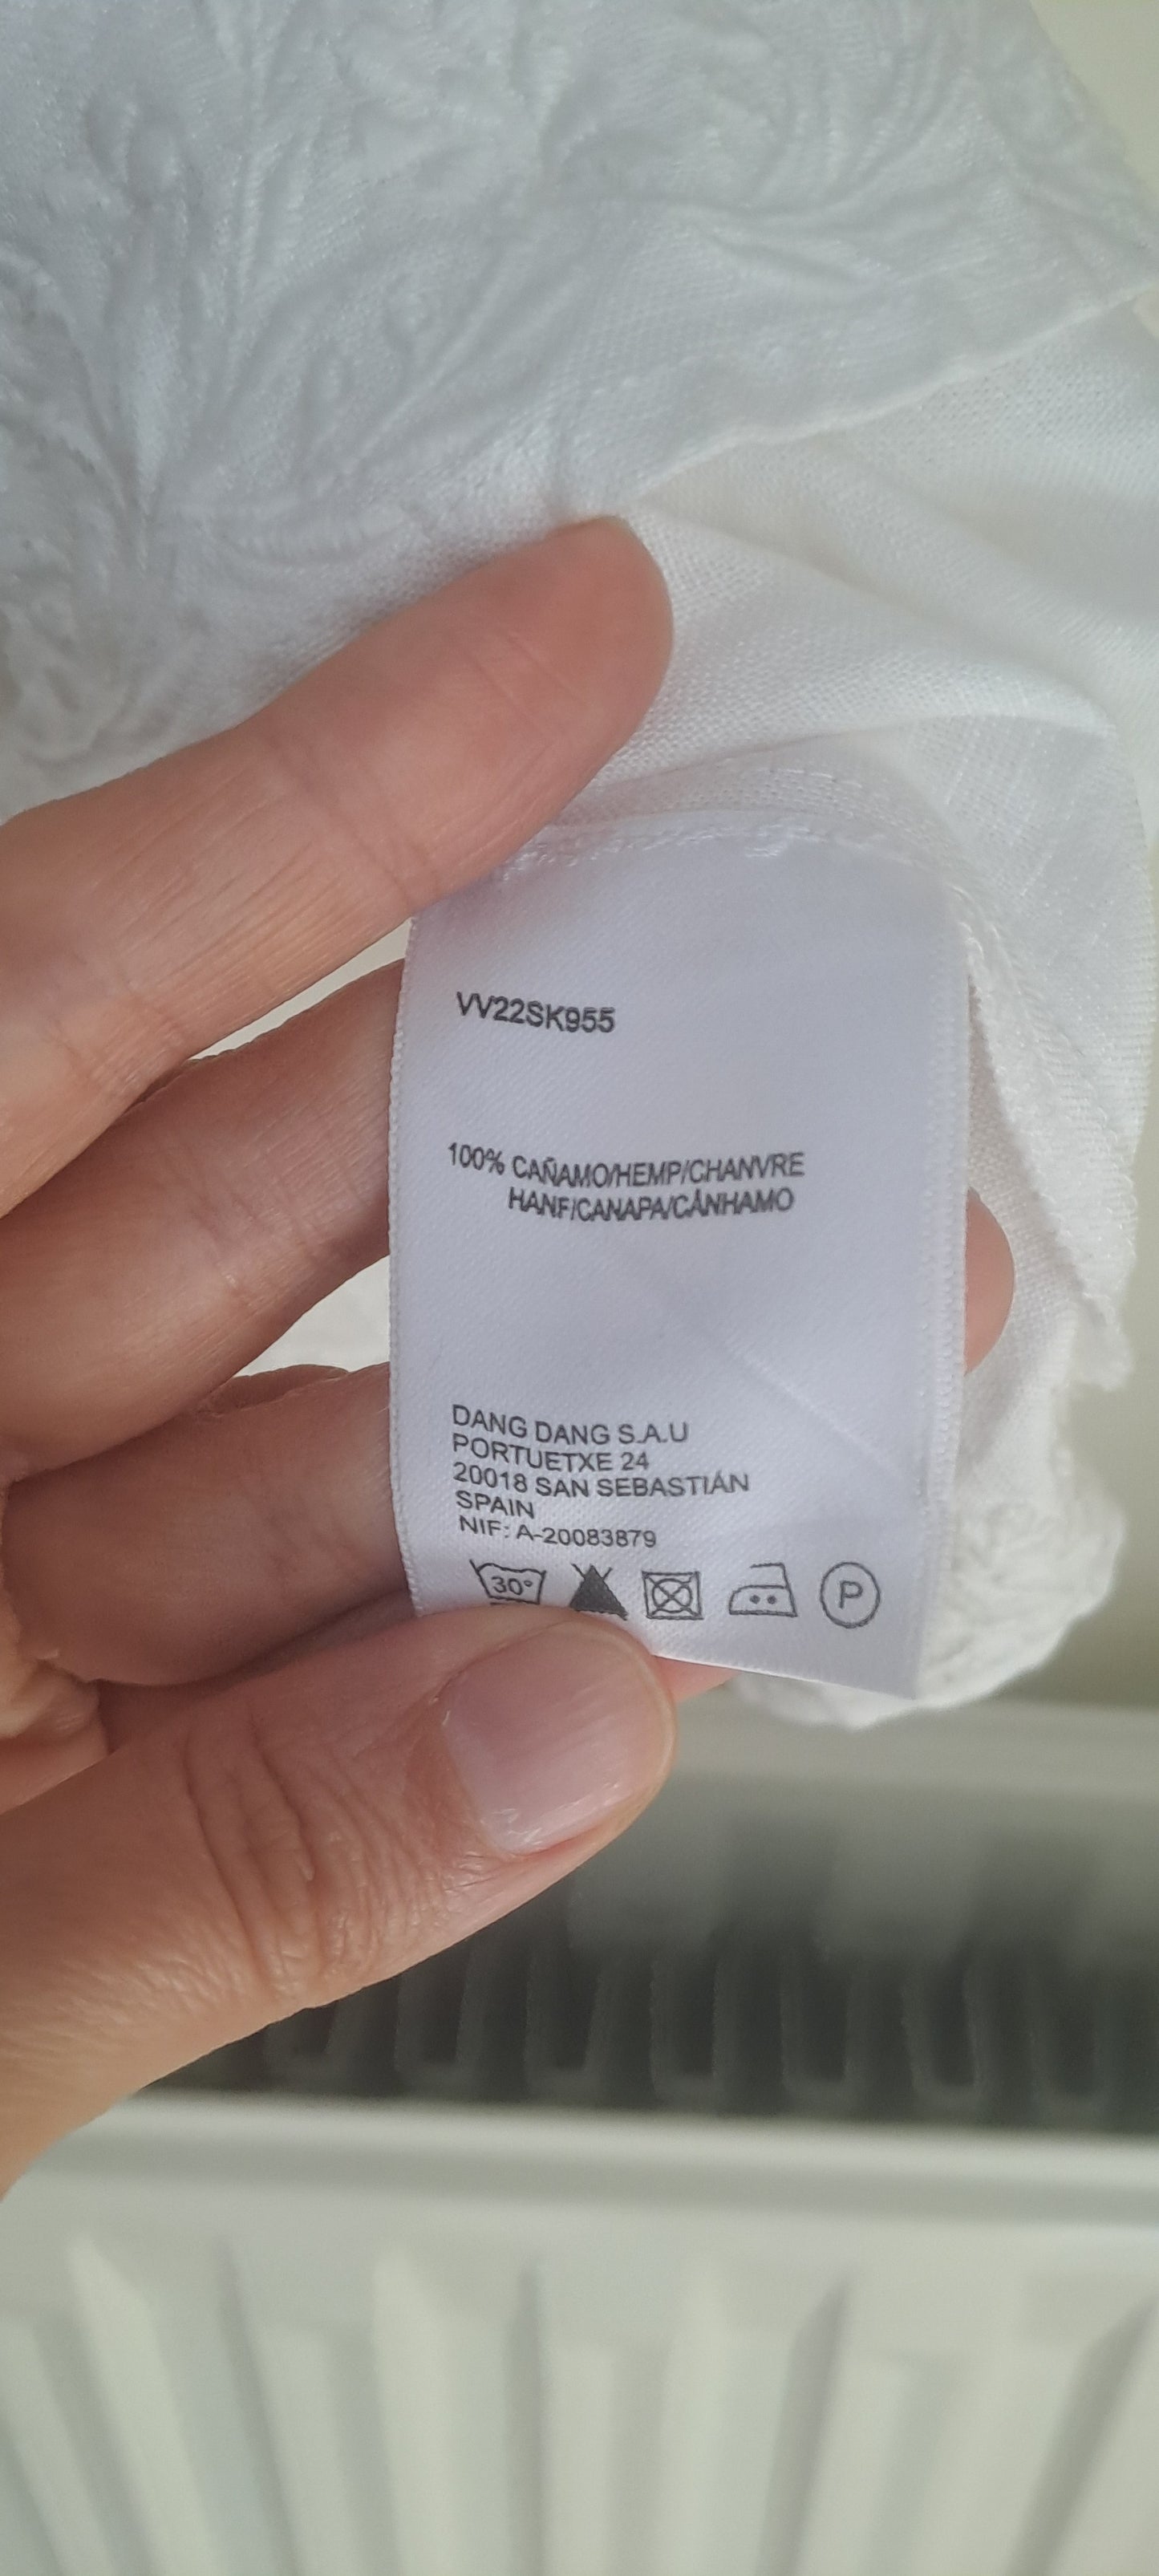 VV22SK955
100% CAÑAMO/HEMP/CHANVRE
HANF/CANAPA/CÂNHAMO
DANG DANG S.A.U
PORTUETXE 24
20018 SAN SEBASTIÁN
SPAIN
NIF: A-20083879
30° P